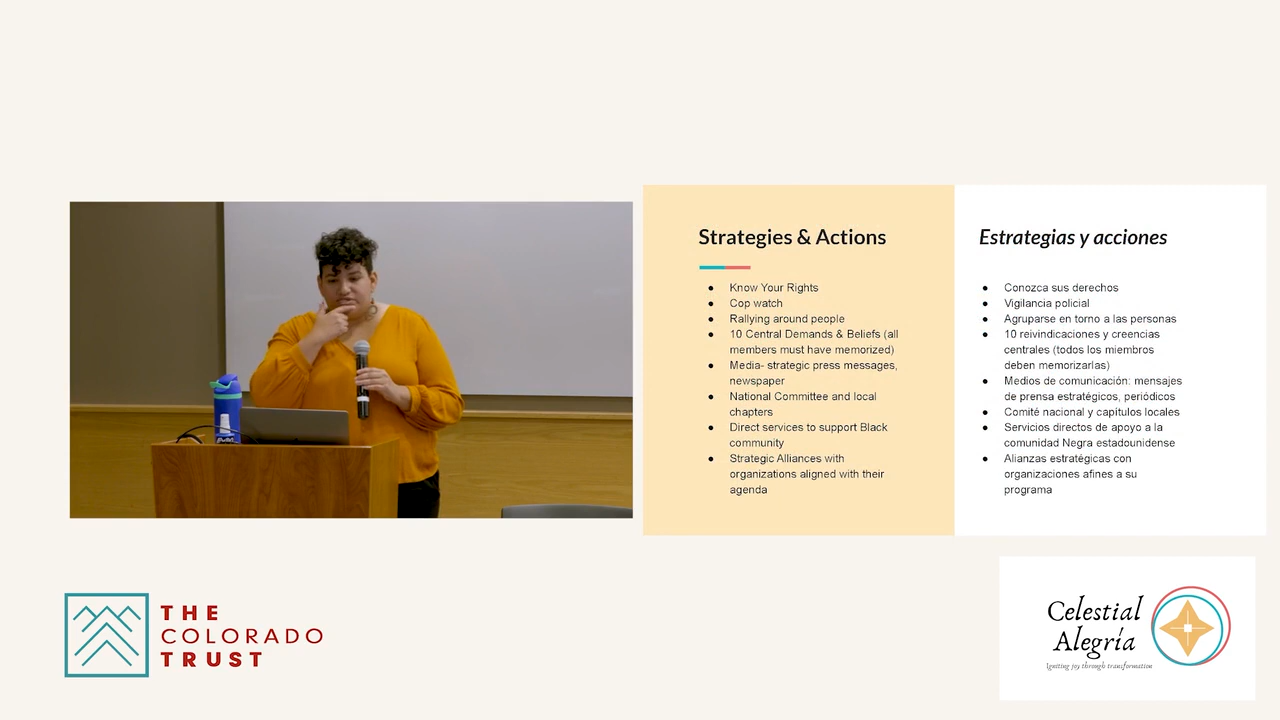 Strategies & Actions
● Know Your Rights
● Cop watch
● Rallying around people
● 10 Central Demands & Beliefs (all
members must have memorized)
● Media- strategic press messages,
newspaper
● National Committee and local
chapters
● Direct services to support Black
community
● Strategic Alliances with
organizations aligned with their
agenda
Estrategias y acciones
● Conozca sus derechos
● Vigilancia policial
● Agruparse en torno a las personas
● 10 reivindicaciones y creencias
centrales (todos los miembros
deben memorizarlas)
● Medios de comunicación: mensajes
de prensa estratégicos, periódicos
● Comité nacional y capítulos locales
● Servicios directos de apoyo a la
comunidad Negra estadounidense
● Alianzas estratégicas con
organizaciones afines a su
programa
THE
COLORADO
TRUST
Celestial
Alegría
Igniting joy through transformation